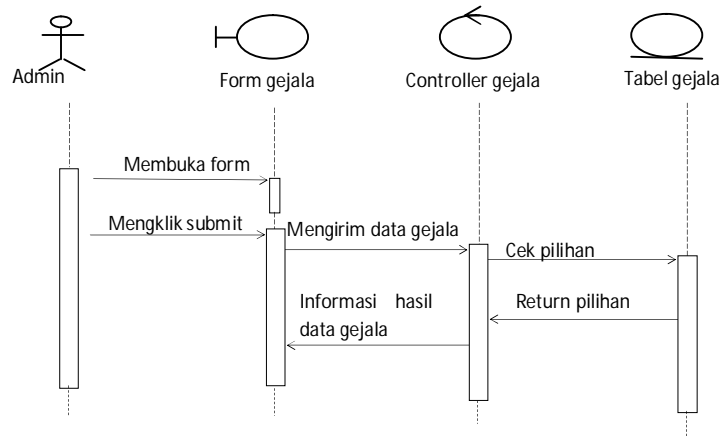 Admin
Form gejala
Controller gejala
Tabel gejala
Membuka form
Mengklik submit
Mengirim data gejala
Cek pilihan
Informasi hasil
data gejala
Return pilihan